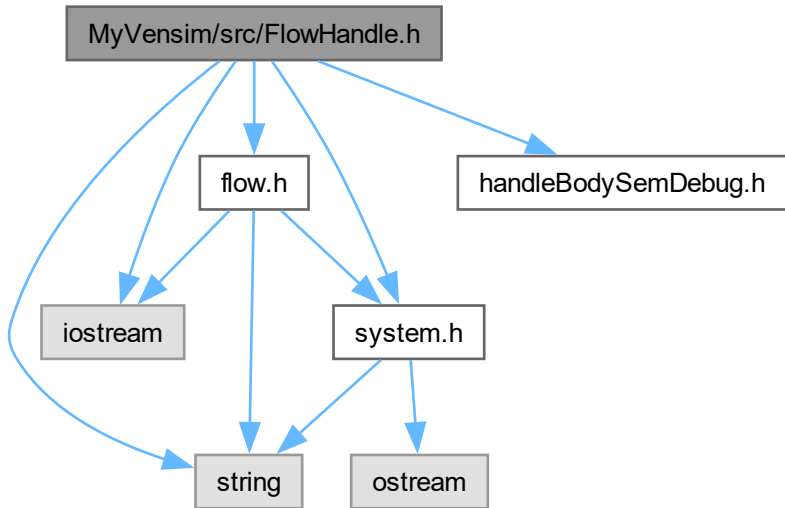 MyVensim/src/FlowHandle.h
flow.h
handleBodySemDebug.h
iostream
system.h
string
ostream